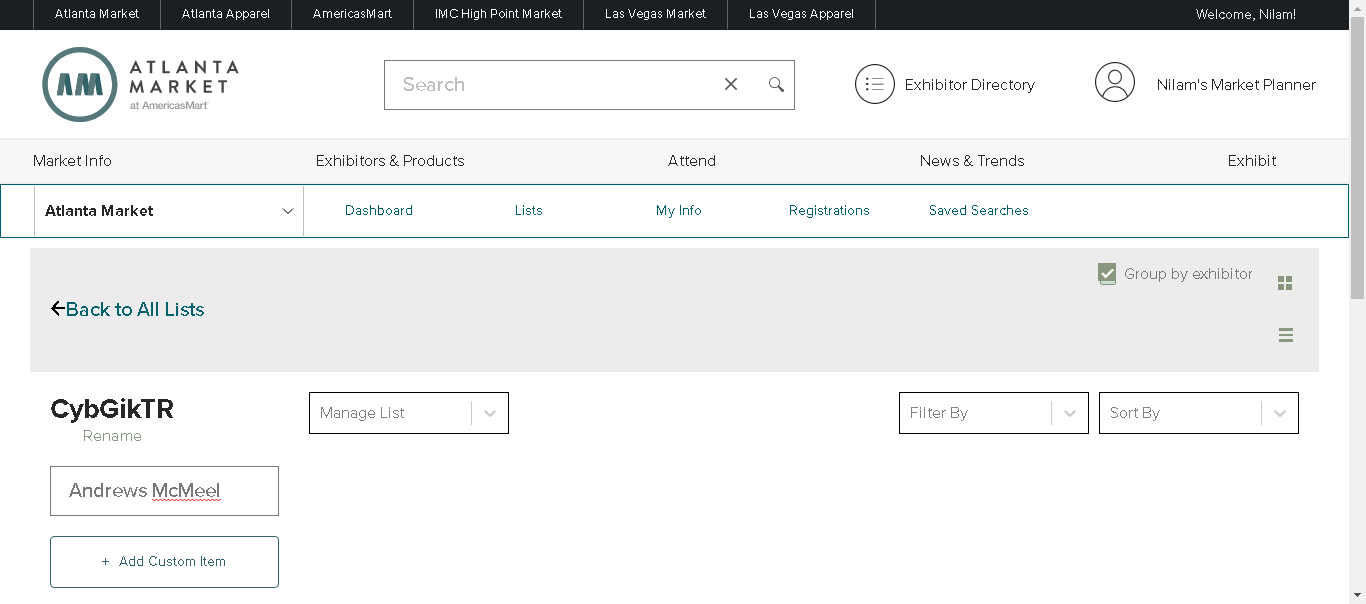 Atlanta Market
Atlanta Apparel
AmericasMart
IMC High Point Market
Las Vegas Market
Las Vegas Apparel
Welcome, Nilam!
AM
ATLANTA
MARKET
at AmericasMart
Search
Exhibitor Directory
Nilam's Market Planner
Market Info
Exhibitors & Products
Attend
News & Trends
Exhibit
Atlanta Market
Dashboard
Lists
My Info
Registrations
Saved Searches
Group by exhibitor
Back to All Lists
CybGikTR
Rename
Manage List
Filter By
Sort By
Andrews McMeel
+ Add Custom Item